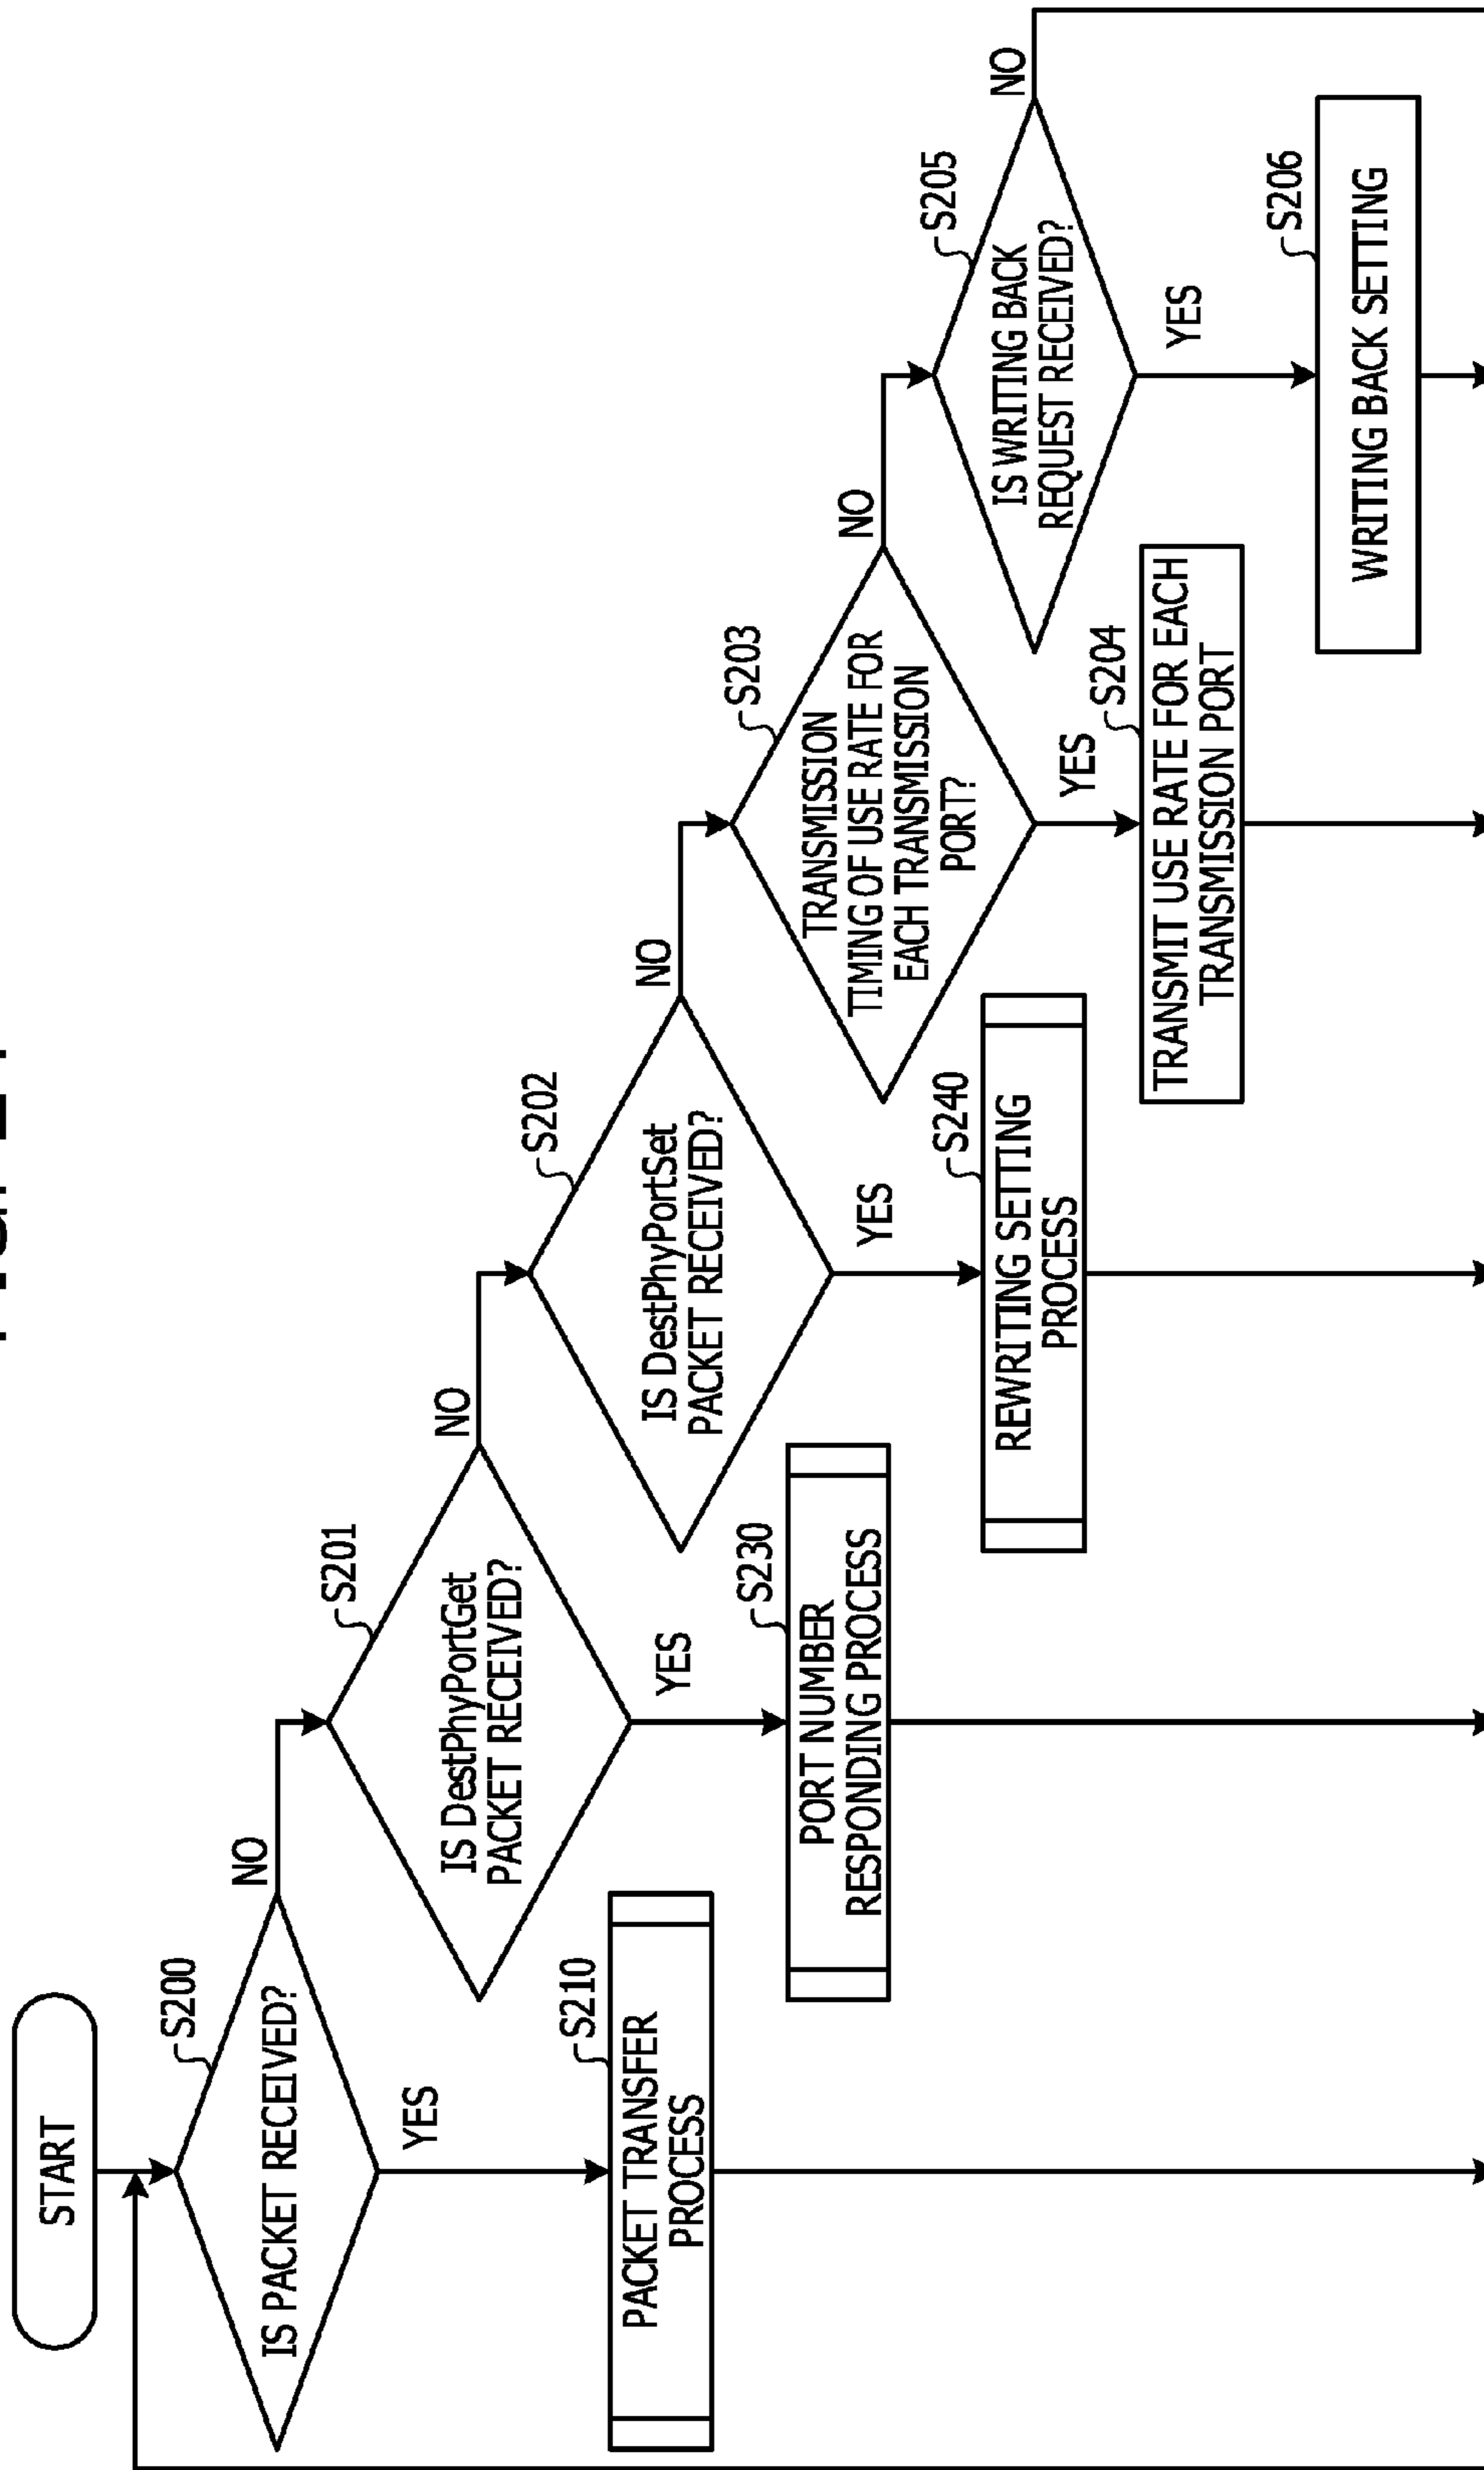 START
S200
IS PACKET RECEIVED?
NO
YES
S210
PACKET TRANSFER
PROCESS
S201
IS DestPhyPortGet
PACKET RECEIVED?
NO
YES
S230
PORT NUMBER
RESPONDING PROCESS
S202
IS DestPhyPortSet
PACKET RECEIVED?
NO
YES
S240
REWRITING SETTING
PROCESS
S203
TRANSMISSION
TIMING OF USE RATE FOR
EACH TRANSMISSION
PORT?
NO
YES
S204
TRANSMIT USE RATE FOR EACH
TRANSMISSION PORT
S205
IS WRITING BACK
REQUEST RECEIVED?
NO
YES
S206
WRITING BACK SETTING